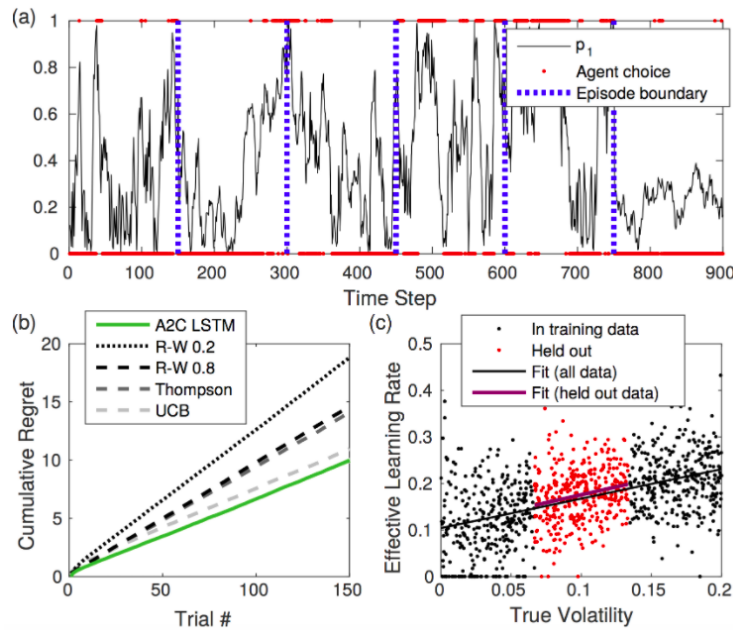 (a)
1
0.8
0.6
0.4
0.2
0
p1
Agent choice
Episode boundary
0 100 200 300 400 500 600 700 800 900
Time Step
(b)
A2C LSTM
R-W 0.2
R-W 0.8
Thompson
UCB
20
15
10
5
0
Cumulative Regret
0 50 100 150
Trial #
(c)
In training data
Held out
Fit (all data)
Fit (held out data)
0.5
0.4
0.3
0.2
0.1
0
Effective Learning Rate
0 0.05 0.1 0.15 0.2
True Volatility